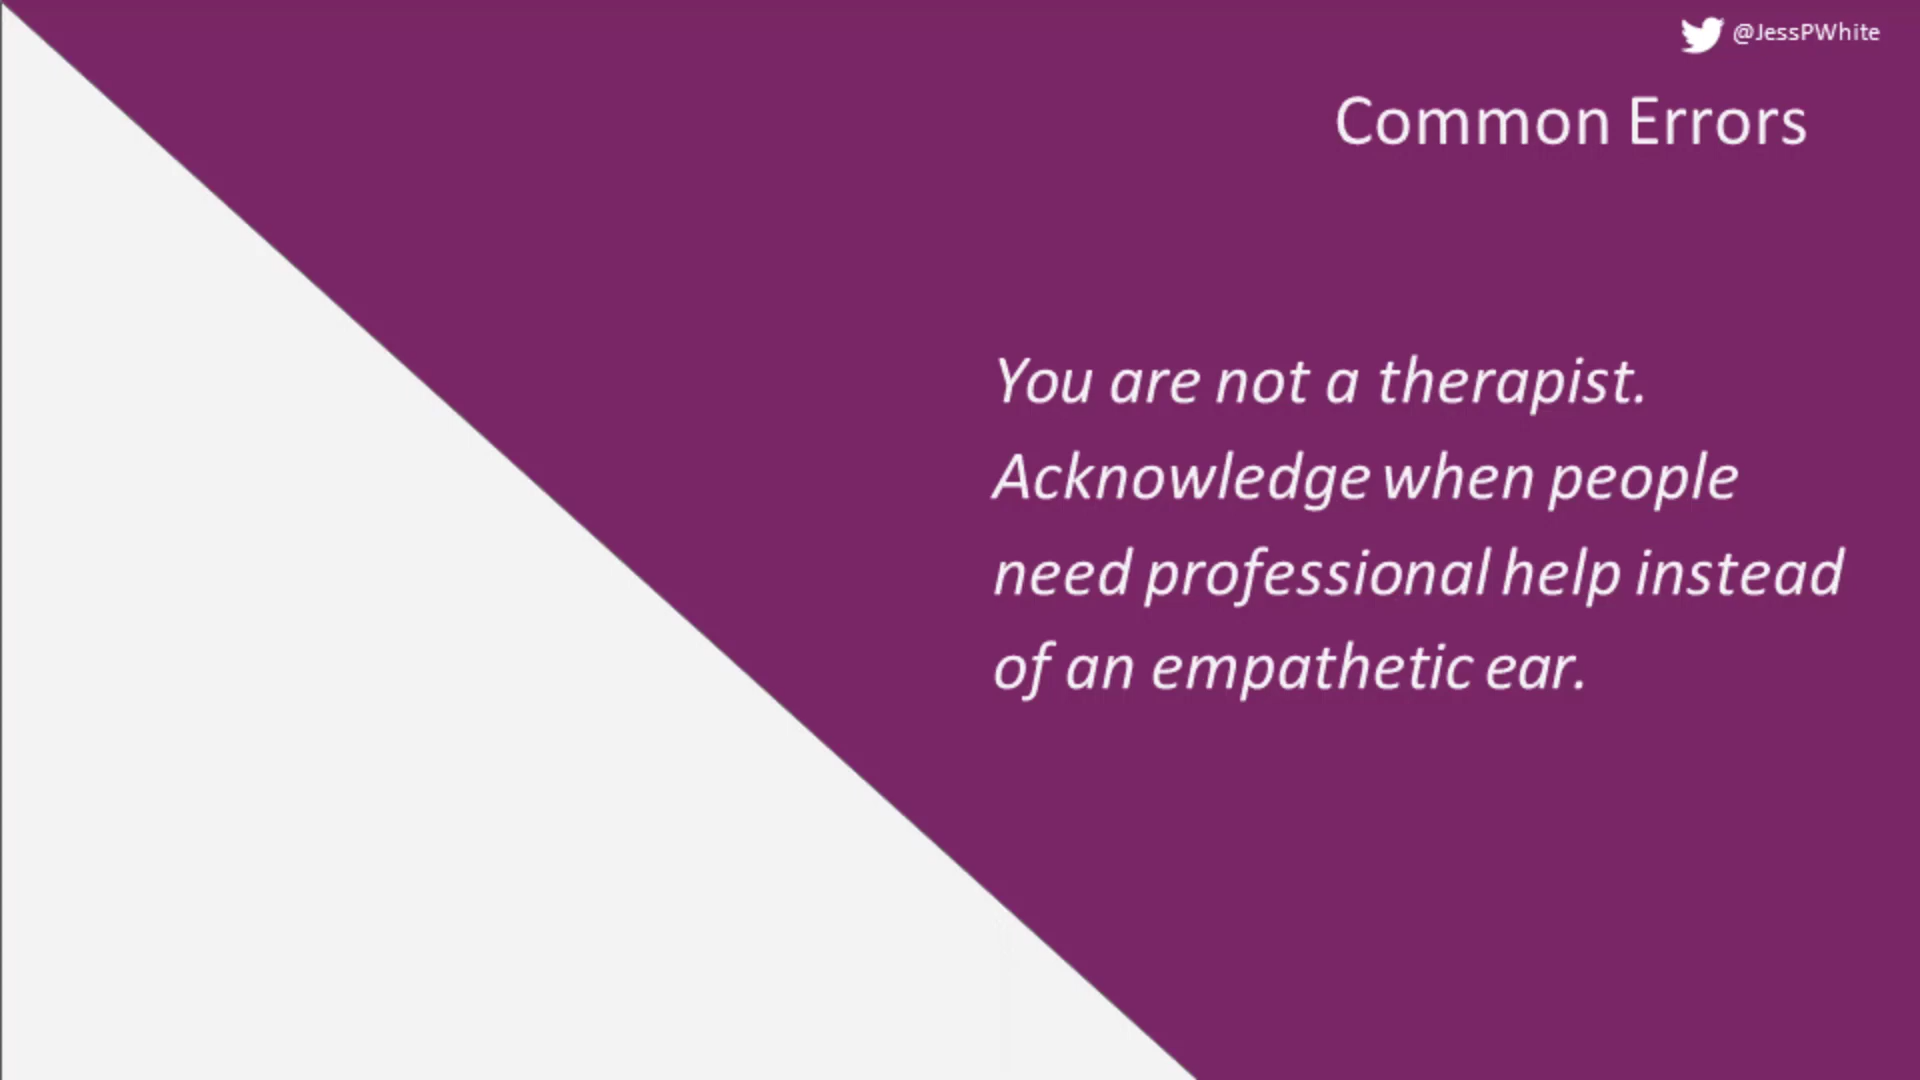 @JessPWhite
Common Errors
You are not a therapist.
Acknowledge when people
need professional help instead
of an empathetic ear.